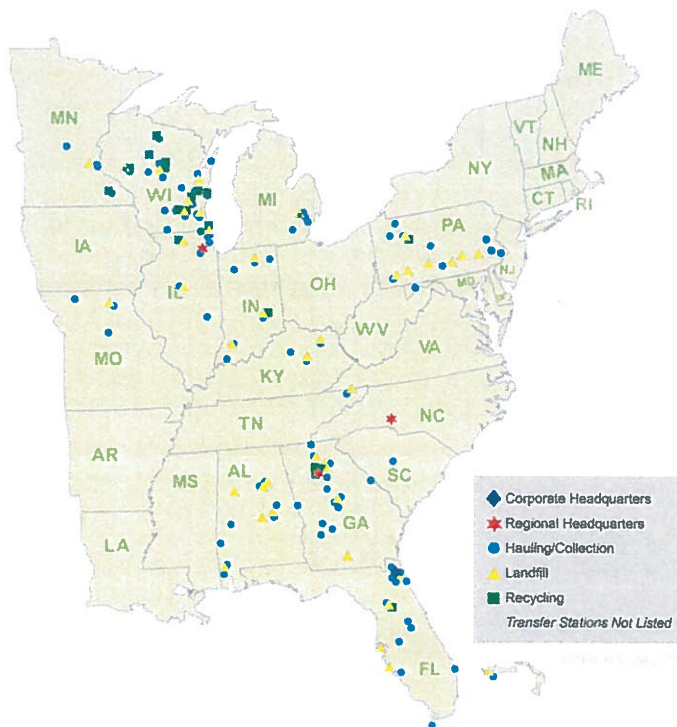 ME
MN
VT
NH
NY
MA
CT
RI
WI
MI
PA
IA
NJ
OH
MD
IL
IN
WV
VA
MO
KY
NC
TN
AR
SC
MS
AL
GA
LA
FL
Corporate Headquarters
Regional Headquarters
Hauling/Collection
Landfill
Recycling
Transfer Stations Not Listed